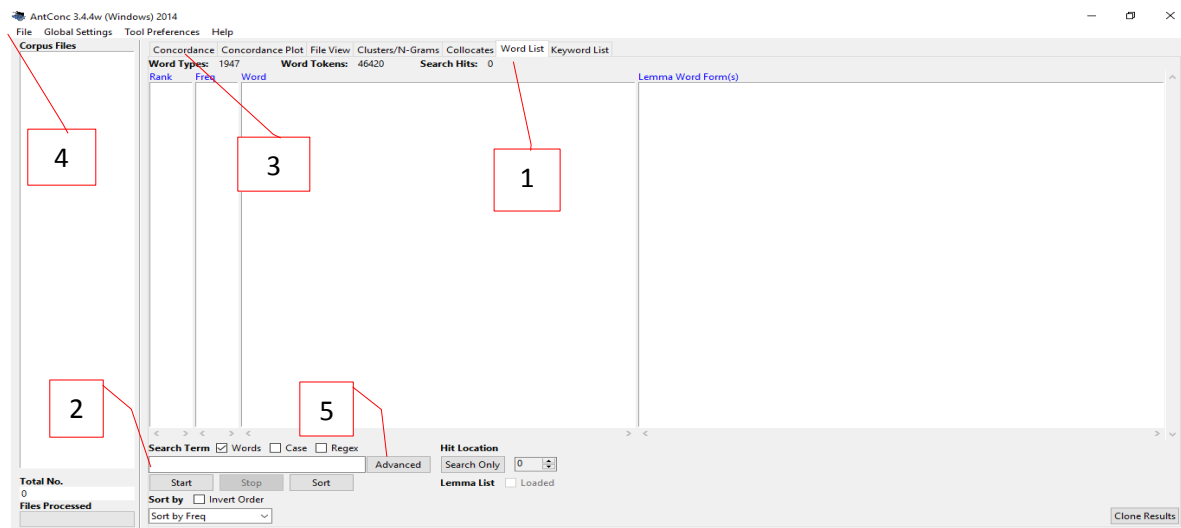 AntConc 3.4.4w (Windows) 2014
File Global Settings Tool Preferences Help
Corpus Files
Concordance Concordance Plot File View Clusters/N-Grams Collocates Word List Keyword List
Word Types: 1947 Word Tokens: 46420 Search Hits: 0
Rank Freq Word Lemma Word Form(s)
4
3
1
2
5
Search Term Words Case Regex Hit Location
Advanced Search Only 0
Total No. Start Stop Sort Lemma List Loaded
0
Sort by Invert Order
Files Processed
Sort by Freq Clone Results